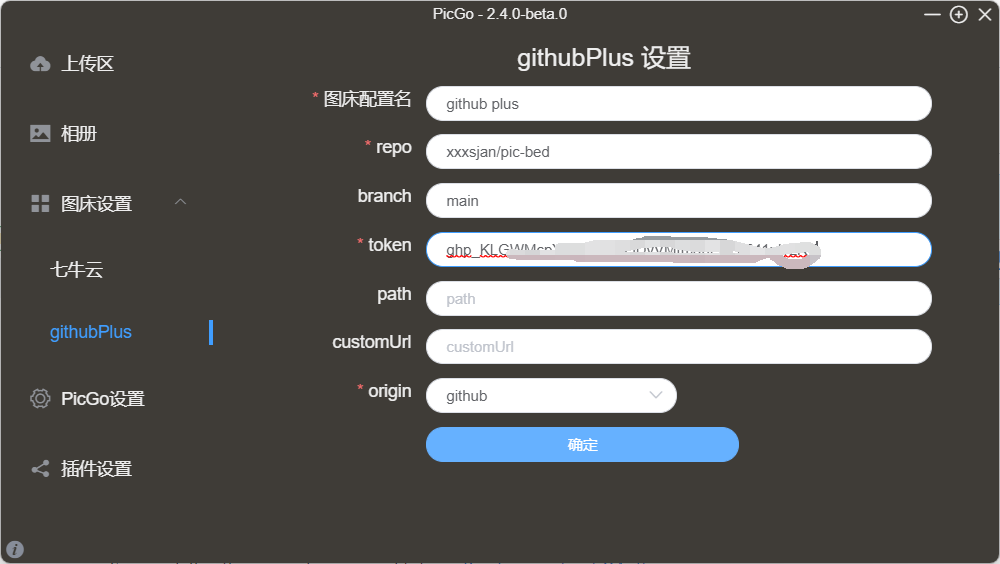 PicGo - 2.4.0-beta.0
上传区
相册
图床设置
七牛云
githubPlus
PicGo设置
插件设置
githubPlus 设置
* 图床配置名 github plus
* repo xxxsjan/pic-bed
branch main
* token
path path
customUrl customUrl
* origin github
确定